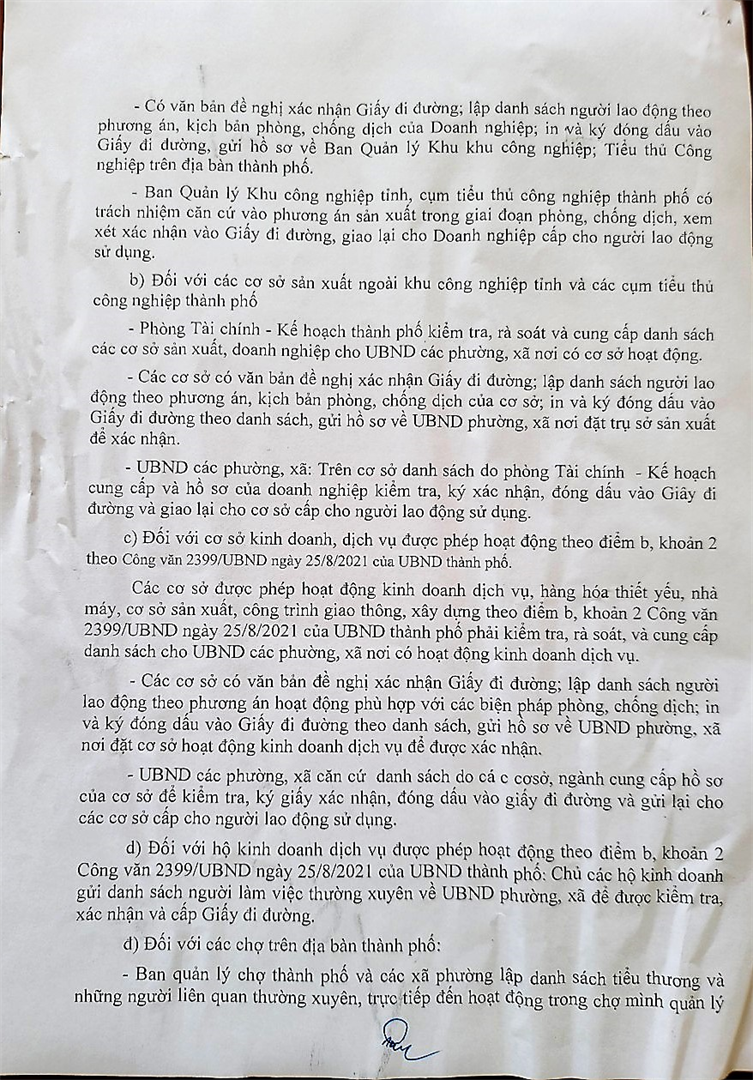 - Có văn bản đề nghị xác nhận Giấy đi đường; lập danh sách người lao động theo
phương án, kịch bản phòng, chống dịch của Doanh nghiệp; in và ký đóng dấu vào
Giấy đi đường, gửi hồ sơ về Ban Quản lý Khu khu công nghiệp; Tiểu thủ Công
nghiệp trên địa bàn thành phố.
- Ban Quản lý Khu công nghiệp tỉnh, cụm tiểu thủ công nghiệp thành phố có
trách nhiệm căn cứ vào phương án sản xuất trong giai đoạn phòng, chống dịch, xem
xét xác nhận vào Giấy đi đường, giao lại cho Doanh nghiệp cấp cho người lao động
sử dụng.
b) Đối với các cơ sở sản xuất ngoài khu công nghiệp tỉnh và các cụm tiểu thủ
công nghiệp thành phố
- Phòng Tài chính - Kế hoạch thành phố kiểm tra, rà soát và cung cấp danh sách
các cơ sở sản xuất, doanh nghiệp cho UBND các phường, xã nơi có cơ sở hoạt động.
- Các cơ sở có văn bản đề nghị xác nhận Giấy đi đường; lập danh sách người lao
động theo phương án, kịch bản phòng, chống dịch của cơ sở; in và ký đóng dấu vào
Giấy đi đường theo danh sách, gửi hồ sơ về UBND phường, xã nơi đặt trụ sở sản xuất
để xác nhận.
- UBND các phường, xã: Trên cơ sở danh sách do phòng Tài chính - Kế hoạch
cung cấp và hồ sơ của doanh nghiệp kiểm tra, ký xác nhận, đóng dấu vào Giây đi
đường và giao lại cho cơ sở cấp cho người lao động sử dụng.
c) Đối với cơ sở kinh doanh, dịch vụ được phép hoạt động theo điểm b, khoản 2
theo Công văn 2399/UBND ngày 25/8/2021 của UBND thành phố.
Các cơ sở được phép hoạt động kinh doanh dịch vụ, hàng hóa thiết yếu, nhà
máy, cơ sở sản xuất, công trình giao thông, xây dựng theo điểm b, khoản 2 Công văn
2399/UBND ngày 25/8/2021 của UBND thành phố phải kiểm tra, rà soát, và cung cấp
danh sách cho UBND các phường, xã nơi có hoạt động kinh doanh dịch vụ.
- Các cơ sở có văn bản đề nghị xác nhận Giấy đi đường; lập danh sách người
lao động theo phương án hoạt động phù hợp với các biện pháp phòng, chống dịch; in
và ký đóng dấu vào Giấy đi đường theo danh sách, gửi hồ sơ về UBND phường, xã
nơi đặt cơ sở hoạt động kinh doanh dịch vụ để được xác nhận.
- UBND các phường, xã căn cứ danh sách do cá c cơsở, ngành cung cấp hồ sơ
của cơ sở để kiểm tra, ký giấy xác nhận, đóng dấu vào giấy đi đường và gửi lại cho
các cơ sở cấp cho người lao động sử dụng.
d) Đối với hộ kinh doanh dịch vụ được phép hoạt động theo điểm b, khoản 2
Công văn 2399/UBND ngày 25/8/2021 của UBND thành phố: Chủ các hộ kinh doanh
gửi danh sách người làm việc thường xuyên về UBND phường, xã để được kiểm tra,
xác nhận và cấp Giấy đi đường.
đ) Đối với các chợ trên địa bàn thành phố:
- Ban quản lý chợ thành phố và các xã phường lập danh sách tiểu thương và
những người liên quan thường xuyên, trực tiếp đến hoạt động trong chợ mình quản lý